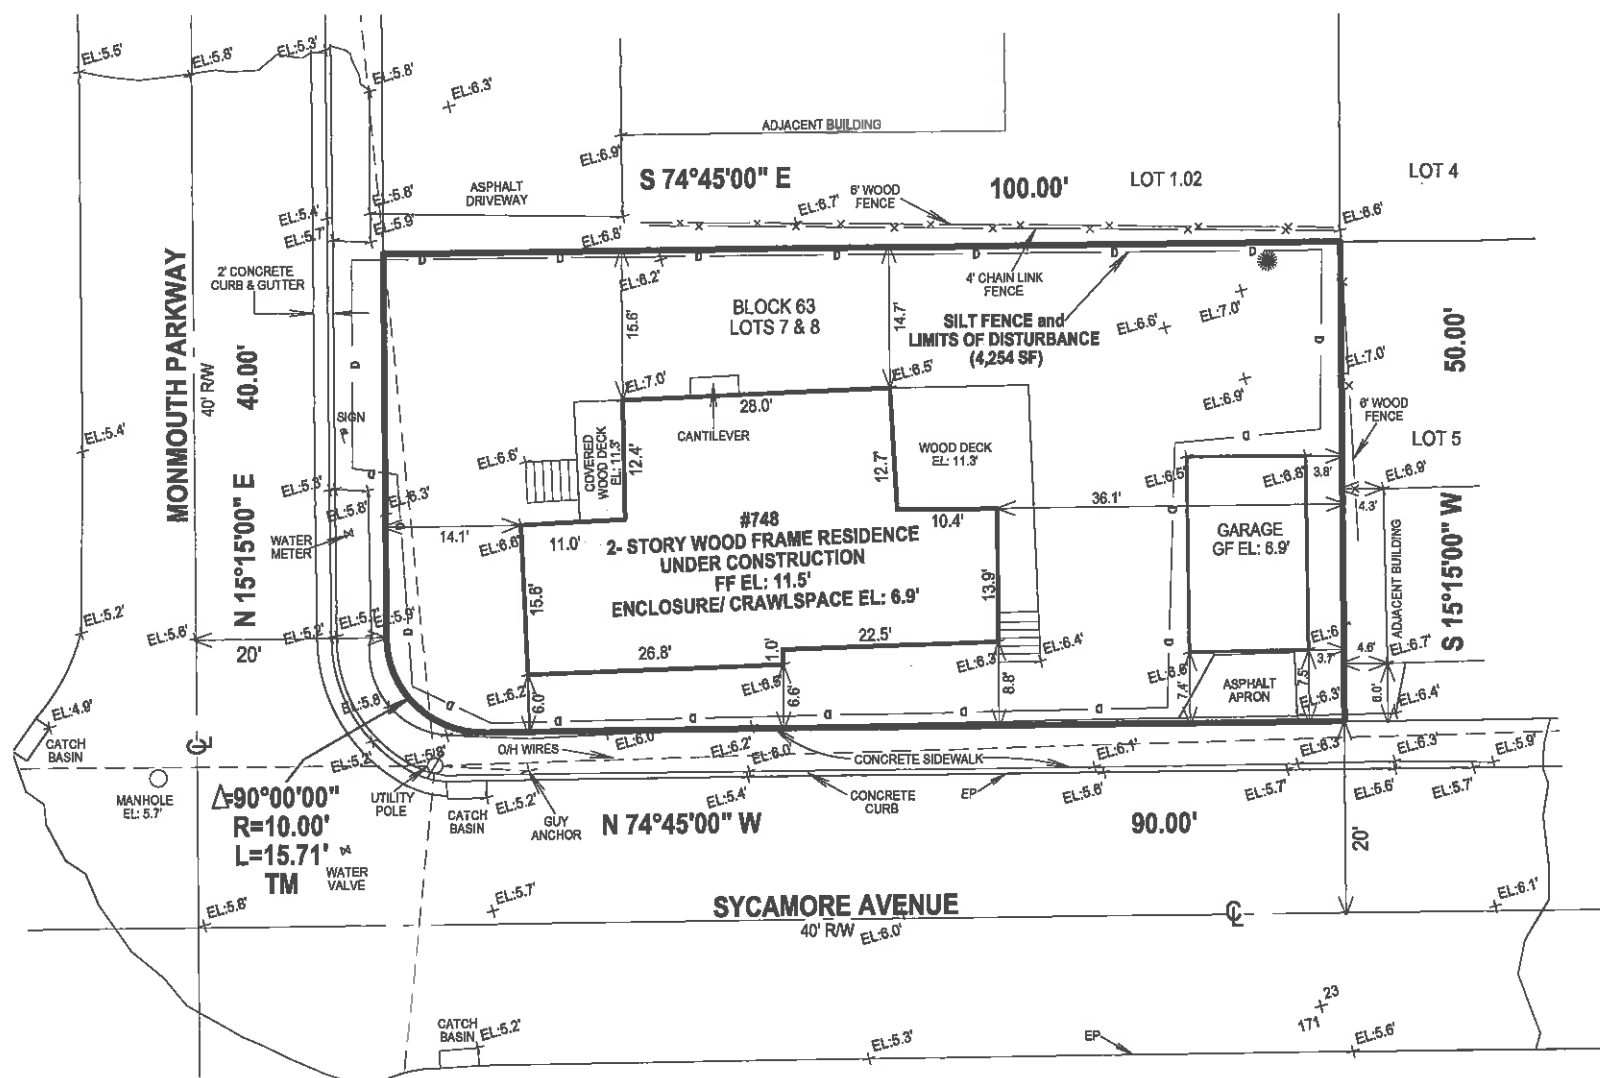 EL:5.5'
EL:5.8'
EL:5.3'
EL:5.8'
EL:6.3'
ADJACENT BUILDING
EL:6.9'
S 74°45'00" E
100.00'
LOT 1.02
LOT 4
ASPHALT
DRIVEWAY
EL:5.8'
EL:5.9'
EL:5.4'
EL:5.7'
EL:6.8'
EL:6.7'
6' WOOD
FENCE
EL:6.6'
2' CONCRETE
CURB & GUTTER
EL:6.2'
4' CHAIN LINK
FENCE
BLOCK 63
LOTS 7 & 8
15.6'
14.7'
SILT FENCE and
LIMITS OF DISTURBANCE
(4,254 SF)
EL:6.6'
EL:7.0'
EL:7.0'
50.00'
MONMOUTH PARKWAY
40' R/W
40.00'
N 15°15'00" E
SIGN
EL:7.0'
28.0'
EL:6.5'
EL:6.9'
6' WOOD
FENCE
LOT 5
CANTILEVER
EL:5.4'
EL:6.6'
COVERED
WOOD DECK
EL: 11.3'
12.4'
12.7'
WOOD DECK
EL: 11.3'
EL:6.5'
EL:6.8'
3.8'
EL:6.9'
4.3'
EL:5.3'
EL:5.8'
EL:6.3'
36.1'
10.4'
WATER
METER
14.1'
EL:6.8'
11.0'
#748
2- STORY WOOD FRAME RESIDENCE
UNDER CONSTRUCTION
FF EL: 11.5'
ENCLOSURE/ CRAWLSPACE EL: 6.9'
GARAGE
GF EL: 6.9'
ADJACENT BUILDING
S 15°15'00" W
15.6'
13.9'
EL:5.2'
EL:5.6'
EL:5.2'
EL:5.7'
EL:5.9'
20'
26.8'
1.0'
22.5'
EL:6.3'
EL:6.4'
3.7'
4.6'
EL:6.7'
EL:6.2'
6.0'
EL:6.5'
6.6'
8.8'
7.4'
ASPHALT
APRON
7.5'
EL:6.3'
8.0'
EL:6.4'
EL:4.9'
CATCH
BASIN
EL:5.8'
EL:5.2'
EL:5.8'
O/H WIRES
EL:6.0'
EL:6.2'
EL:6.0'
CONCRETE SIDEWALK
EL:6.1'
EL:6.3'
EL:6.3'
EL:5.9'
MANHOLE
EL: 5.7'
Δ=90°00'00"
R=10.00'
L=15.71'
TM
UTILITY
POLE
CATCH
BASIN
EL:5.2'
GUY
ANCHOR
EL:5.4'
CONCRETE
CURB
EP
EL:5.6'
EL:5.7'
EL:5.6'
EL:5.7'
N 74°45'00" W
90.00'
20'
WATER
VALVE
EL:5.8'
EL:5.7'
SYCAMORE AVENUE
40' R/W
EL:6.0'
EL:6.1'
CATCH
BASIN
EL:5.2'
EL:5.3'
EP
23
171
EL:5.6'